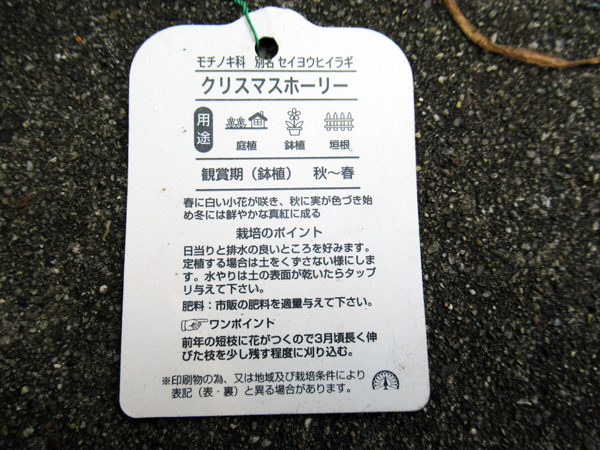 モチノキ科 別名 セイヨウヒイラギ
クリスマスホーリー
用途
庭植 鉢植 垣根
観賞期（鉢植） 秋〜春
春に白い小花が咲き、秋に実が色づき始
め冬には鮮やかな真紅に成る
栽培のポイント
日当りと排水の良いところを好みます。
定植する場合は土をくずさない様にしま
す。水やりは土の表面が乾いたらタップ
リ与えて下さい。
肥料：市販の肥料を適量与えて下さい。
ワンポイント
前年の短枝に花がつくので3月頃長く伸
びた枝を少し残す程度に刈り込む。
※印刷物の為、又は地域及び栽培条件により
表記（表・裏）と異る場合があります。